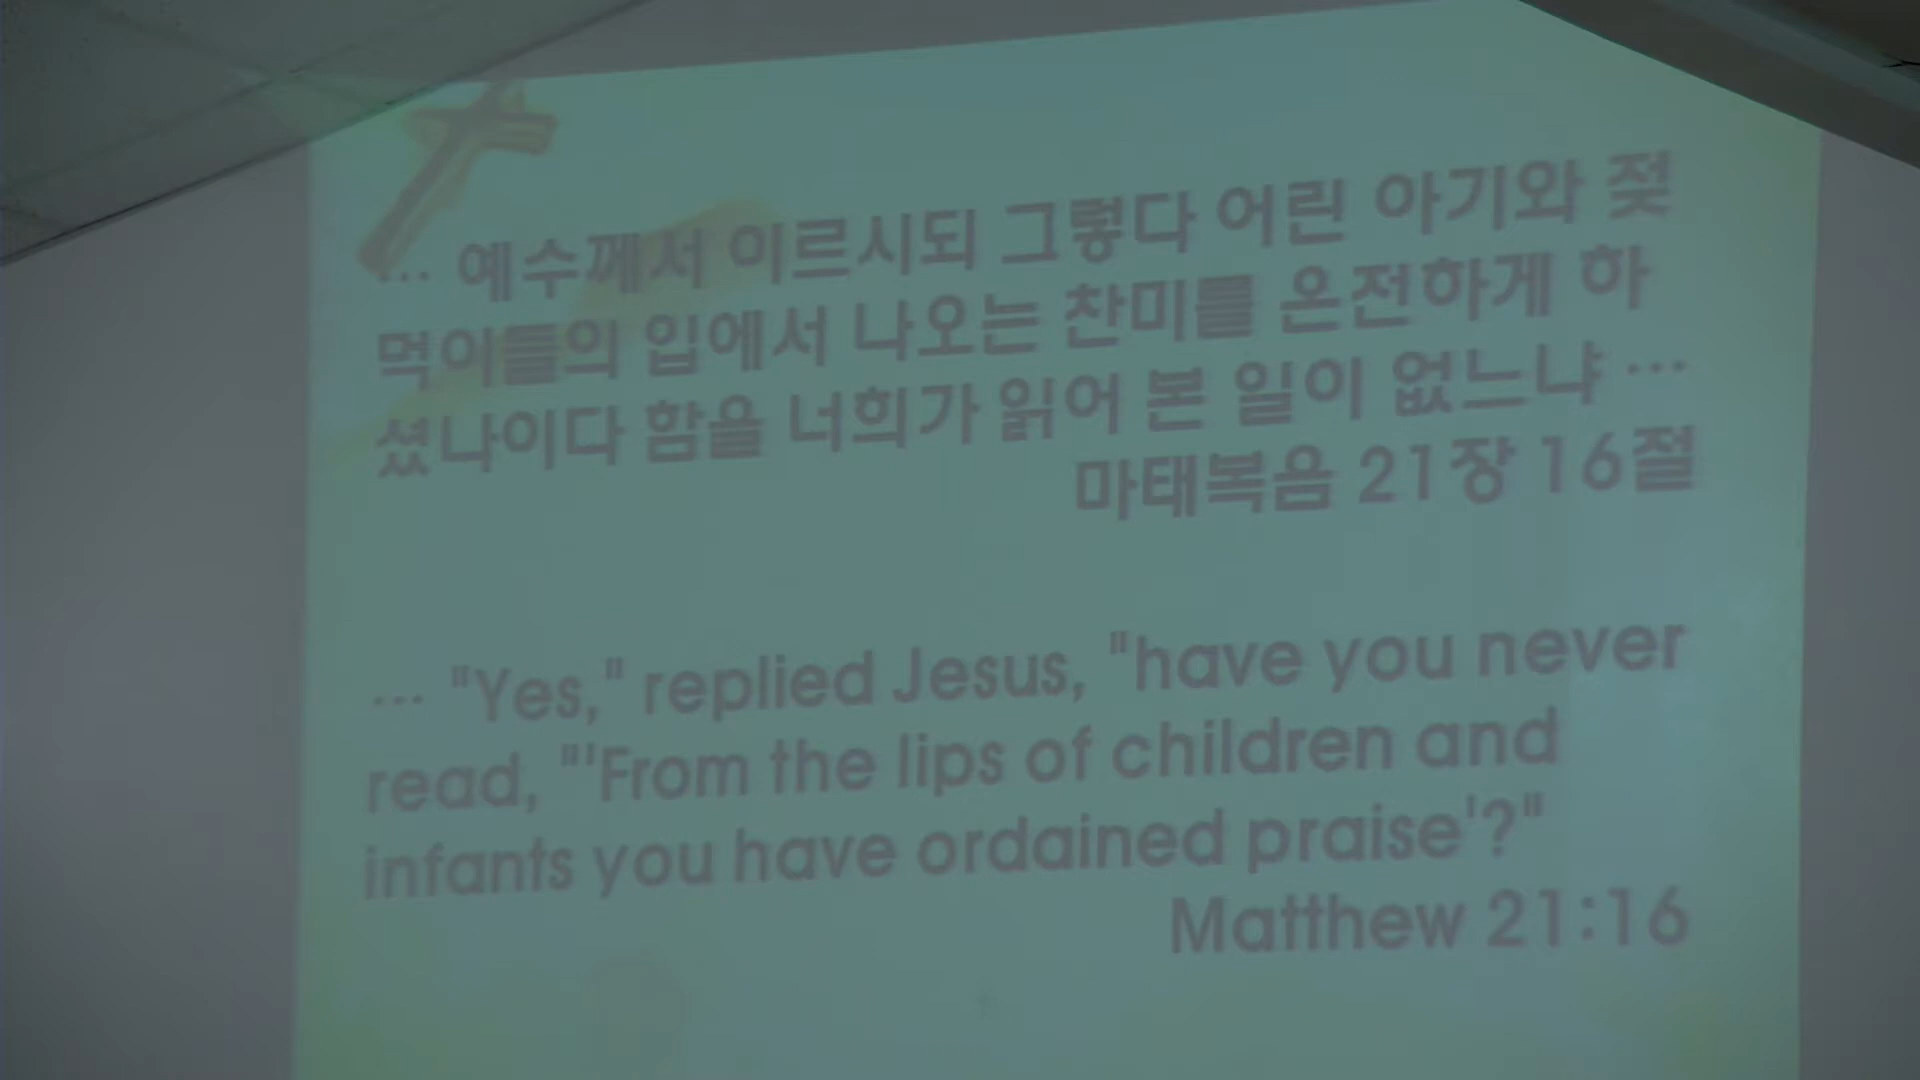 ... 예수께서 이르시되 그렇다 어린 아기와 젖
먹이들의 입에서 나오는 찬미를 온전하게 하
셨나이다 함을 너희가 읽어 본 일이 없느냐 ...
마태복음 21장 16절
... "Yes," replied Jesus, "have you never
read, "'From the lips of children and
infants you have ordained praise'?"
Matthew 21:16